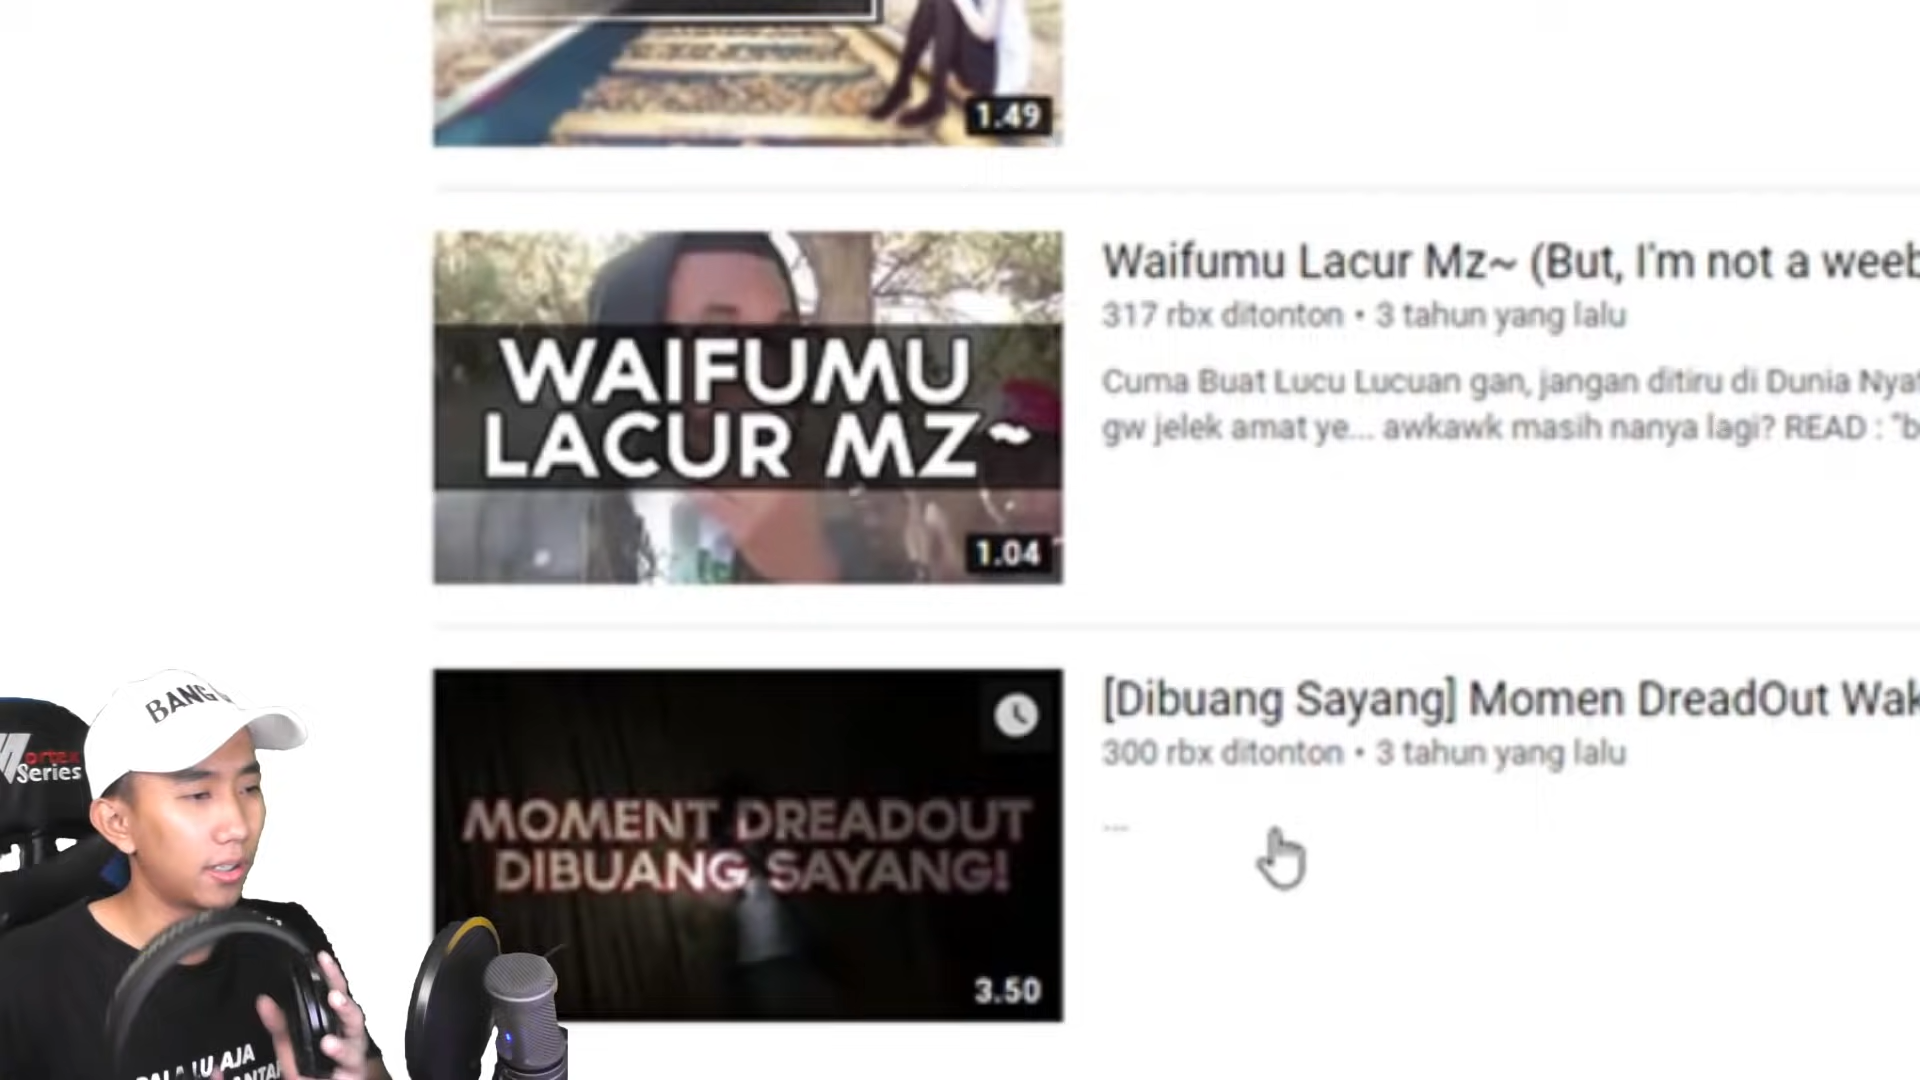 1.49
WAIFUMU
LACUR MZ~
1.04
Waifumu Lacur Mz~ (But, I'm not a weeb
317 rbx ditonton • 3 tahun yang lalu
Cuma Buat Lucu Lucuan gan, jangan ditiru di Dunia Nyat
gw jelek amat ye... awkawk masih nanya lagi? READ : "b
MOMENT DREADOUT
DIBUANG SAYANG!
3.50
[Dibuang Sayang] Momen DreadOut Wak
300 rbx ditonton • 3 tahun yang lalu
...
BANG
ortex
Series
LU AJA